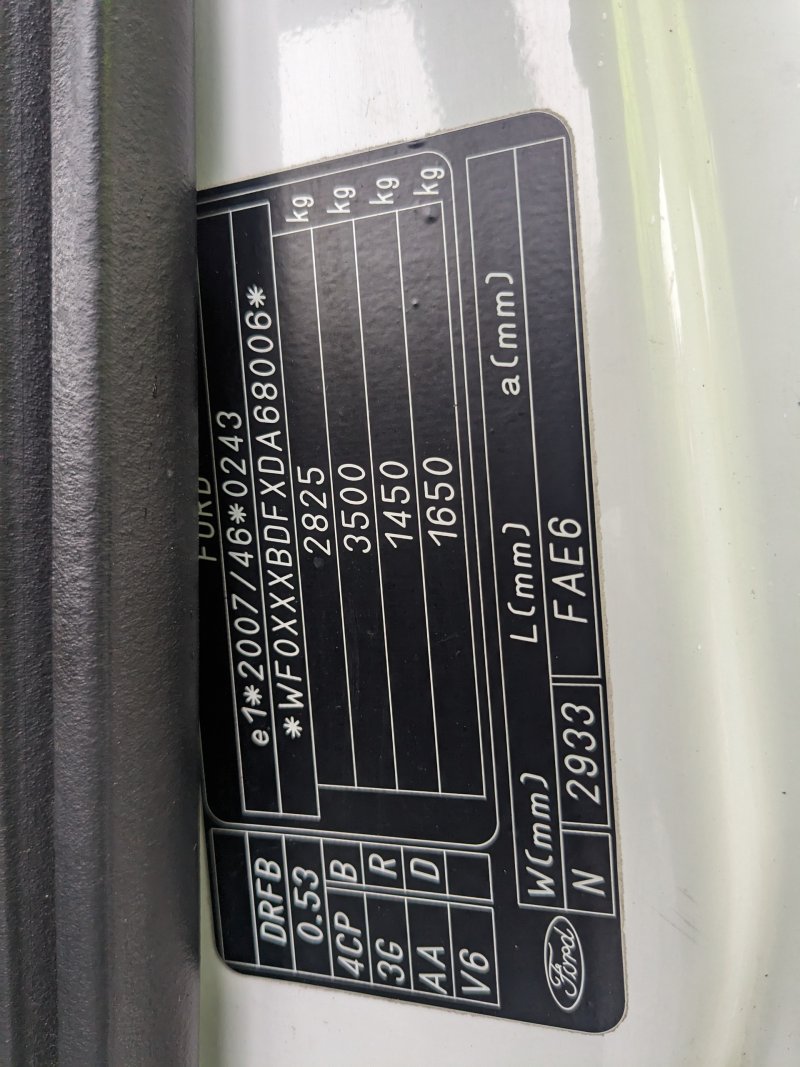 FORD
e1*2007/46*0243
*WF0XXXBDFXDA68006*
2825 kg
3500 kg
1450 kg
1650 kg
DRFB
0.53
4CP B
3G R
AA D
V6
W(mm) L(mm) a(mm)
N 2933 FAE6
Ford